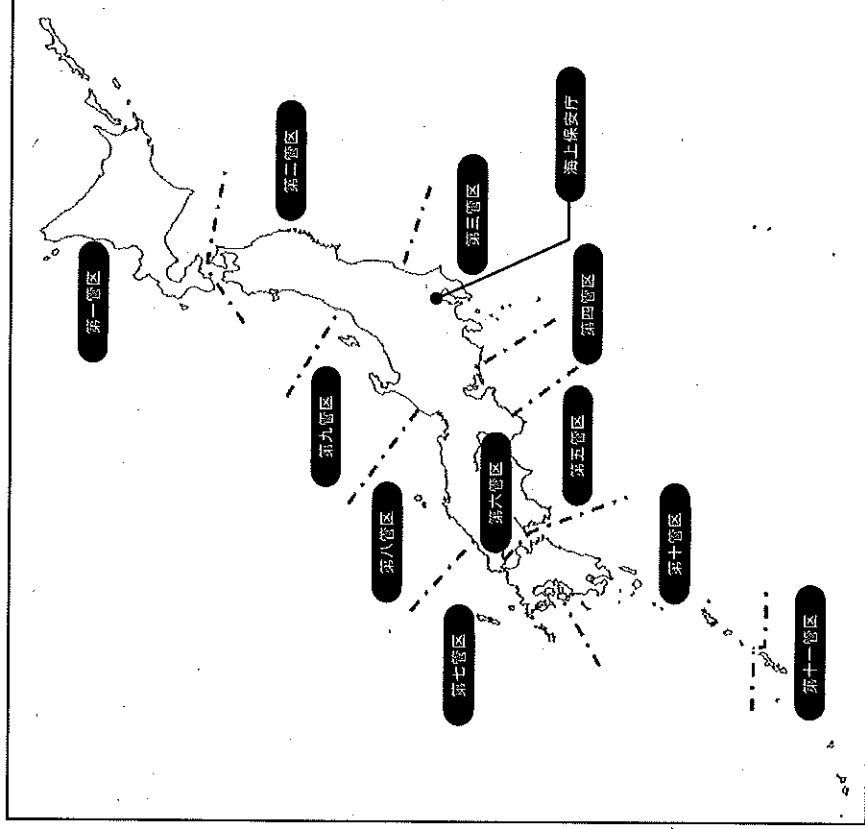 第一管区
第二管区
第三管区
海上保安庁
第四管区
第五管区
第六管区
第七管区
第八管区
第九管区
第十管区
第十一管区